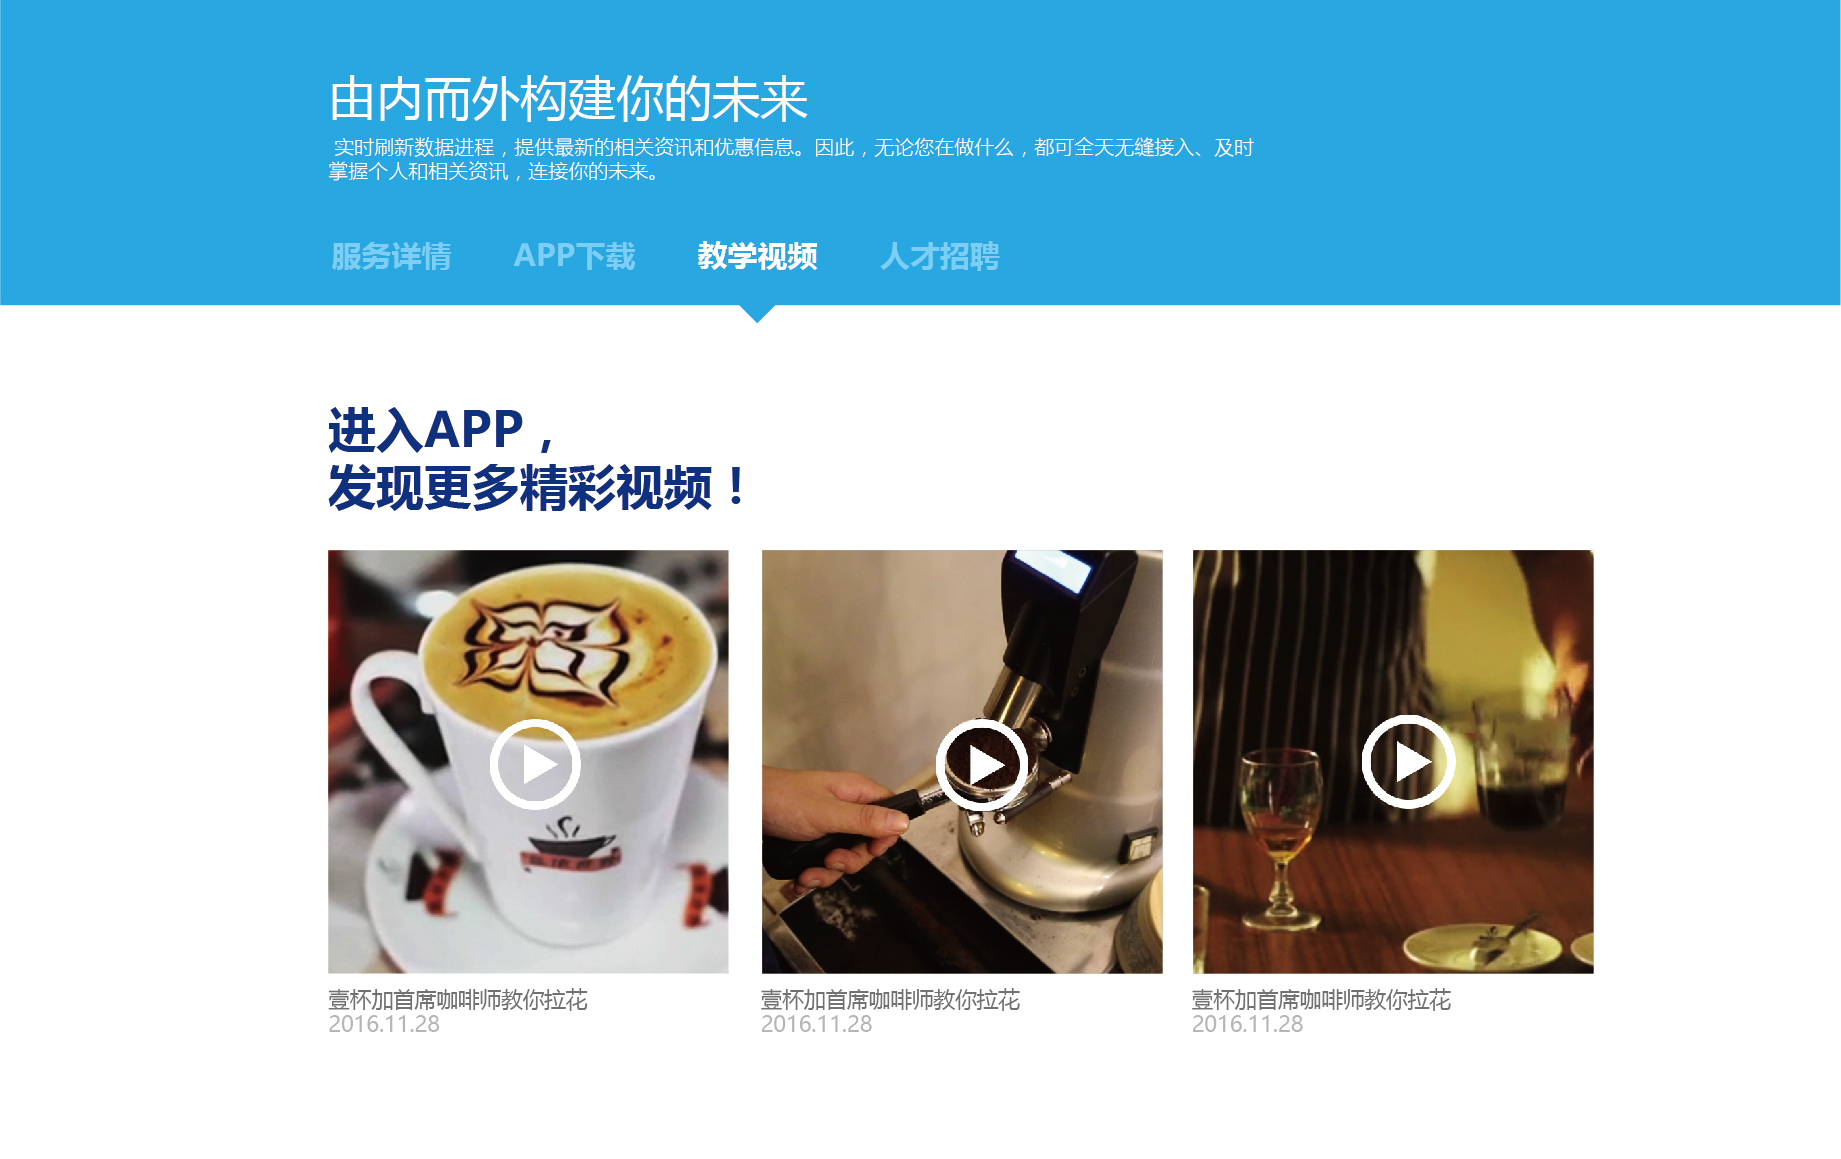 由内而外构建你的未来
实时刷新数据进程，提供最新的相关资讯和优惠信息。因此，无论您在做什么，都可全天无缝接入、及时
掌握个人和相关资讯，连接你的未来。
服务详情 APP下载 教学视频 人才招聘
进入APP，
发现更多精彩视频！
壹杯加首席咖啡师教你拉花 壹杯加首席咖啡师教你拉花 壹杯加首席咖啡师教你拉花
2016.11.28 2016.11.28 2016.11.28